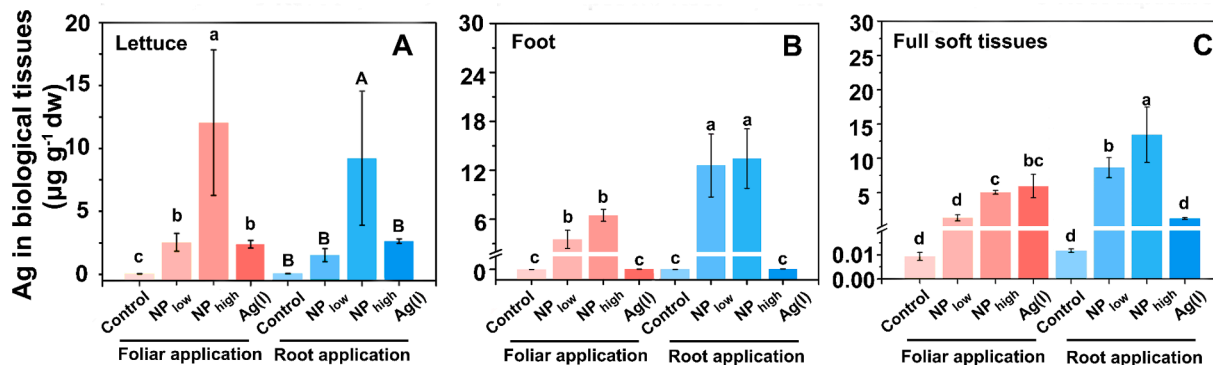 Ag in biological tissues
(µg g⁻¹ dw)
Lettuce
A
20
15
10
5
0
c
b
a
b
B
B
A
B
Control
NP low
NP high
Ag(I)
Control
NP low
NP high
Ag(I)
Foliar application
Root application
Foot
B
30
24
18
12
6
0
c
b
b
c
c
a
a
c
Control
NP low
NP high
Ag(I)
Control
NP low
NP high
Ag(I)
Foliar application
Root application
Full soft tissues
C
30
25
20
15
10
5
0.01
0.00
d
d
c
bc
d
b
a
d
Control
NP low
NP high
Ag(I)
Control
NP low
NP high
Ag(I)
Foliar application
Root application